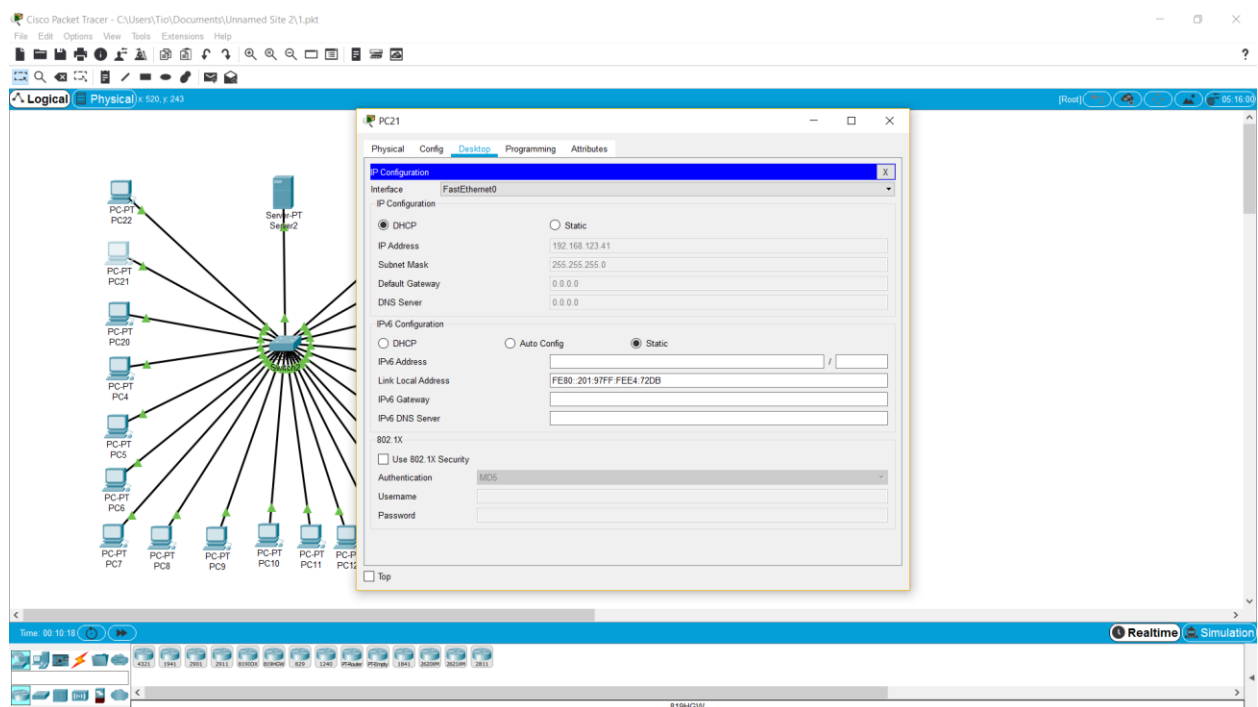 Cisco Packet Tracer - C:\Users\Tio\Documents\Unnamed Site 2\1.pkt
File Edit Options View Tools Extensions Help
?
Logical Physical x: 520, y: 243 [Root] 05:16:00
PC21
Physical Config Desktop Programming Attributes
IP Configuration X
Interface FastEthernet0
IP Configuration
DHCP Static
IP Address 192.168.123.41
Subnet Mask 255.255.255.0
Default Gateway 0.0.0.0
DNS Server 0.0.0.0
IPv6 Configuration
DHCP Auto Config Static
IPv6 Address /
Link Local Address FE80::201:97FF:FEE4:72DB
IPv6 Gateway
IPv6 DNS Server
802.1X
Use 802.1X Security
Authentication MD5
Username
Password
Top
PC-PT
PC22
Server-PT
Server2
PC-PT
PC21
PC-PT
PC20
Switch2
PC-PT
PC4
PC-PT
PC5
PC-PT
PC6
PC-PT
PC7
PC-PT
PC8
PC-PT
PC9
PC-PT
PC10
PC-PT
PC11
PC-P
PC12
Time: 00:10:18 Realtime Simulation
4321 1941 2901 2911 819IOX 819HGW 829 1240 PT-Router PT-Empty 1841 2620XM 2621XM 2811
819HGW